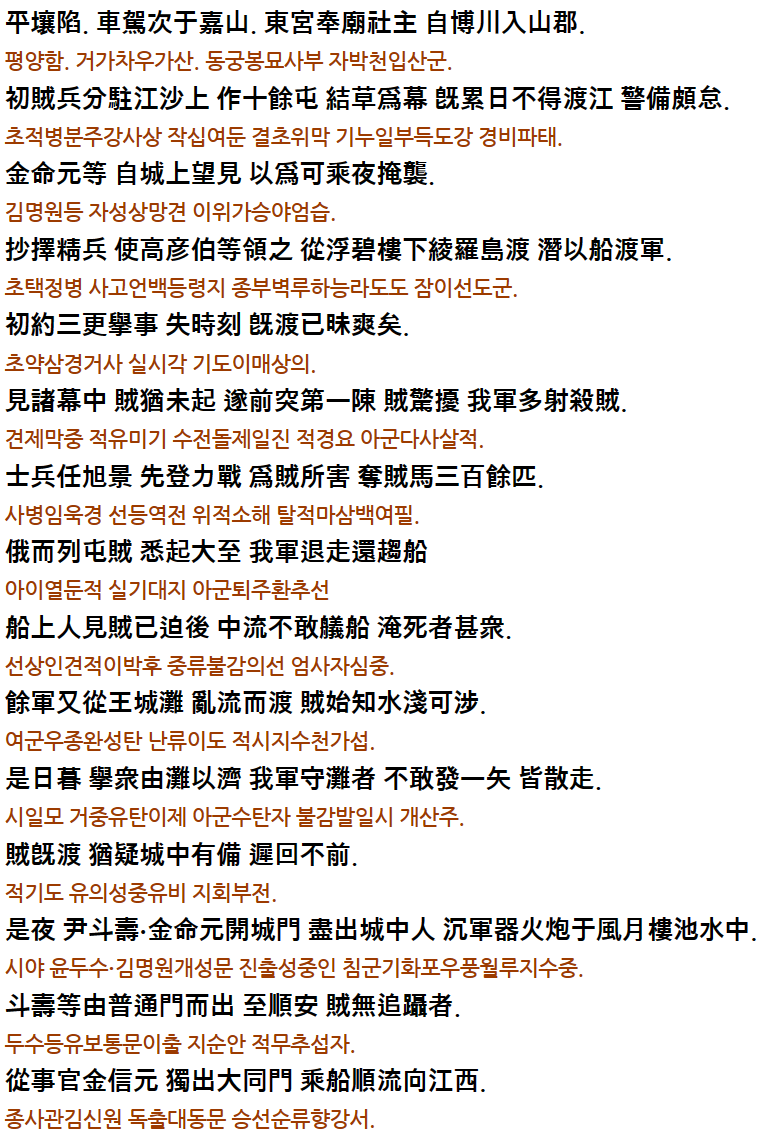 平壤陷. 車駕次于嘉山. 東宮奉廟社主 自博川入山郡.
평양함. 거가차우가산. 동궁봉묘사부 자박천입산군.
初賊兵分駐江沙上 作十餘屯 結草爲幕 旣累日不得渡江 警備頗怠.
초적병분주강사상 작십여둔 결초위막 기누일부득도강 경비파태.
金命元等 自城上望見 以爲可乘夜掩襲.
김명원등 자성상망견 이위가승야엄습.
抄擇精兵 使高彦伯等領之 從浮碧樓下綾羅島渡 潛以船渡軍.
초택정병 사고언백등령지 종부벽루하능라도도 잠이선도군.
初約三更擧事 失時刻 旣渡已昧爽矣.
초약삼경거사 실시각 기도이매상의.
見諸幕中 賊猶未起 遂前突第一陳 賊驚擾 我軍多射殺賊.
견제막중 적유미기 수전돌제일진 적경요 아군다사살적.
士兵任旭景 先登力戰 爲賊所害 奪賊馬三百餘匹.
사병임욱경 선등역전 위적소해 탈적마삼백여필.
俄而列屯賊 悉起大至 我軍退走還趨船
아이열둔적 실기대지 아군퇴주환추선
船上人見賊已迫後 中流不敢艤船 淹死者甚衆.
선상인견적이박후 중류불감의선 엄사자심중.
餘軍又從王城灘 亂流而渡 賊始知水淺可涉.
여군우종완성탄 난류이도 적시지수천가섭.
是日暮 擧衆由灘以濟 我軍守灘者 不敢發一矢 皆散走.
시일모 거중유탄이제 아군수탄자 불감발일시 개산주.
賊旣渡 猶疑城中有備 遲回不前.
적기도 유의성중유비 지회부전.
是夜 尹斗壽·金命元開城門 盡出城中人 沉軍器火炮于風月樓池水中.
시야 윤두수·김명원개성문 진출성중인 침군기화포우풍월루지수중.
斗壽等由普通門而出 至順安 賊無追躡者.
두수등유보통문이출 지순안 적무추섭자.
從事官金信元 獨出大同門 乘船順流向江西.
종사관김신원 독출대동문 승선순류향강서.